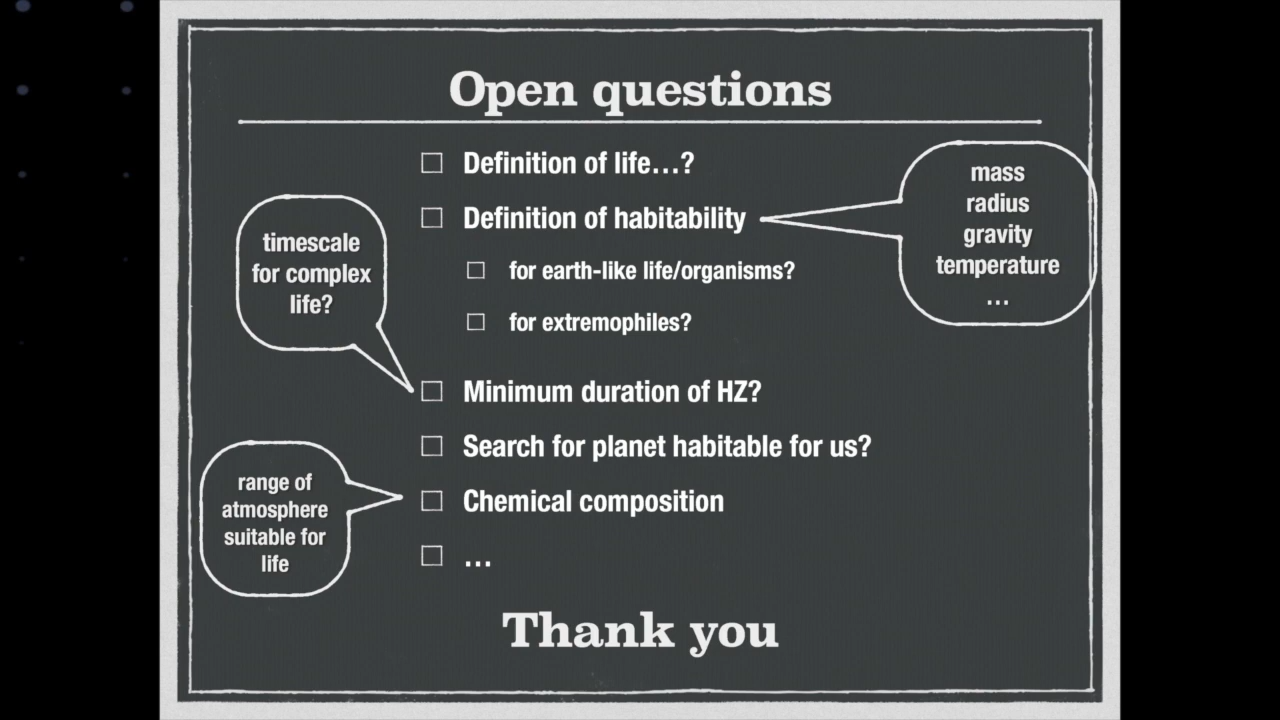 Open questions
Definition of life…?
Definition of habitability
for earth-like life/organisms?
for extremophiles?
Minimum duration of HZ?
Search for planet habitable for us?
Chemical composition
…
mass
radius
gravity
temperature
…
timescale
for complex
life?
range of
atmosphere
suitable for
life
Thank you